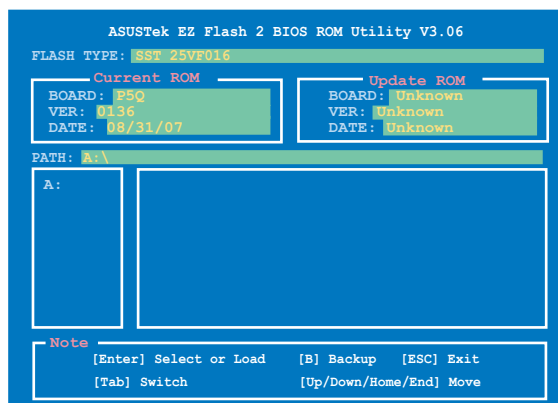 ASUSTek EZ Flash 2 BIOS ROM Utility V3.06
FLASH TYPE: SST 25VF016
Current ROM
BOARD: P5Q
VER: 0136
DATE: 08/31/07
Update ROM
BOARD: Unknown
VER: Unknown
DATE: Unknown
PATH: A:\
A:
Note
[Enter] Select or Load [B] Backup [ESC] Exit
[Tab] Switch [Up/Down/Home/End] Move